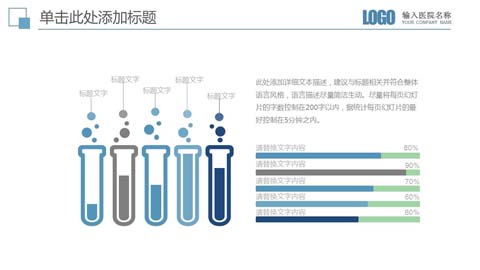 单击此处添加标题
LOGO
输入医院名称
YOUR COMPANY NAME
标题文字
标题文字
标题文字
标题文字
标题文字
此处添加详细文本描述，建议与标题相关并符合整体
语言风格，语言描述尽量简洁生动。尽量将每页幻灯
片的字数控制在200字以内，据统计每页幻灯片的最
好控制在5分钟之内。
请替换文字内容 80%
请替换文字内容 90%
请替换文字内容 70%
请替换文字内容 60%
请替换文字内容 60%